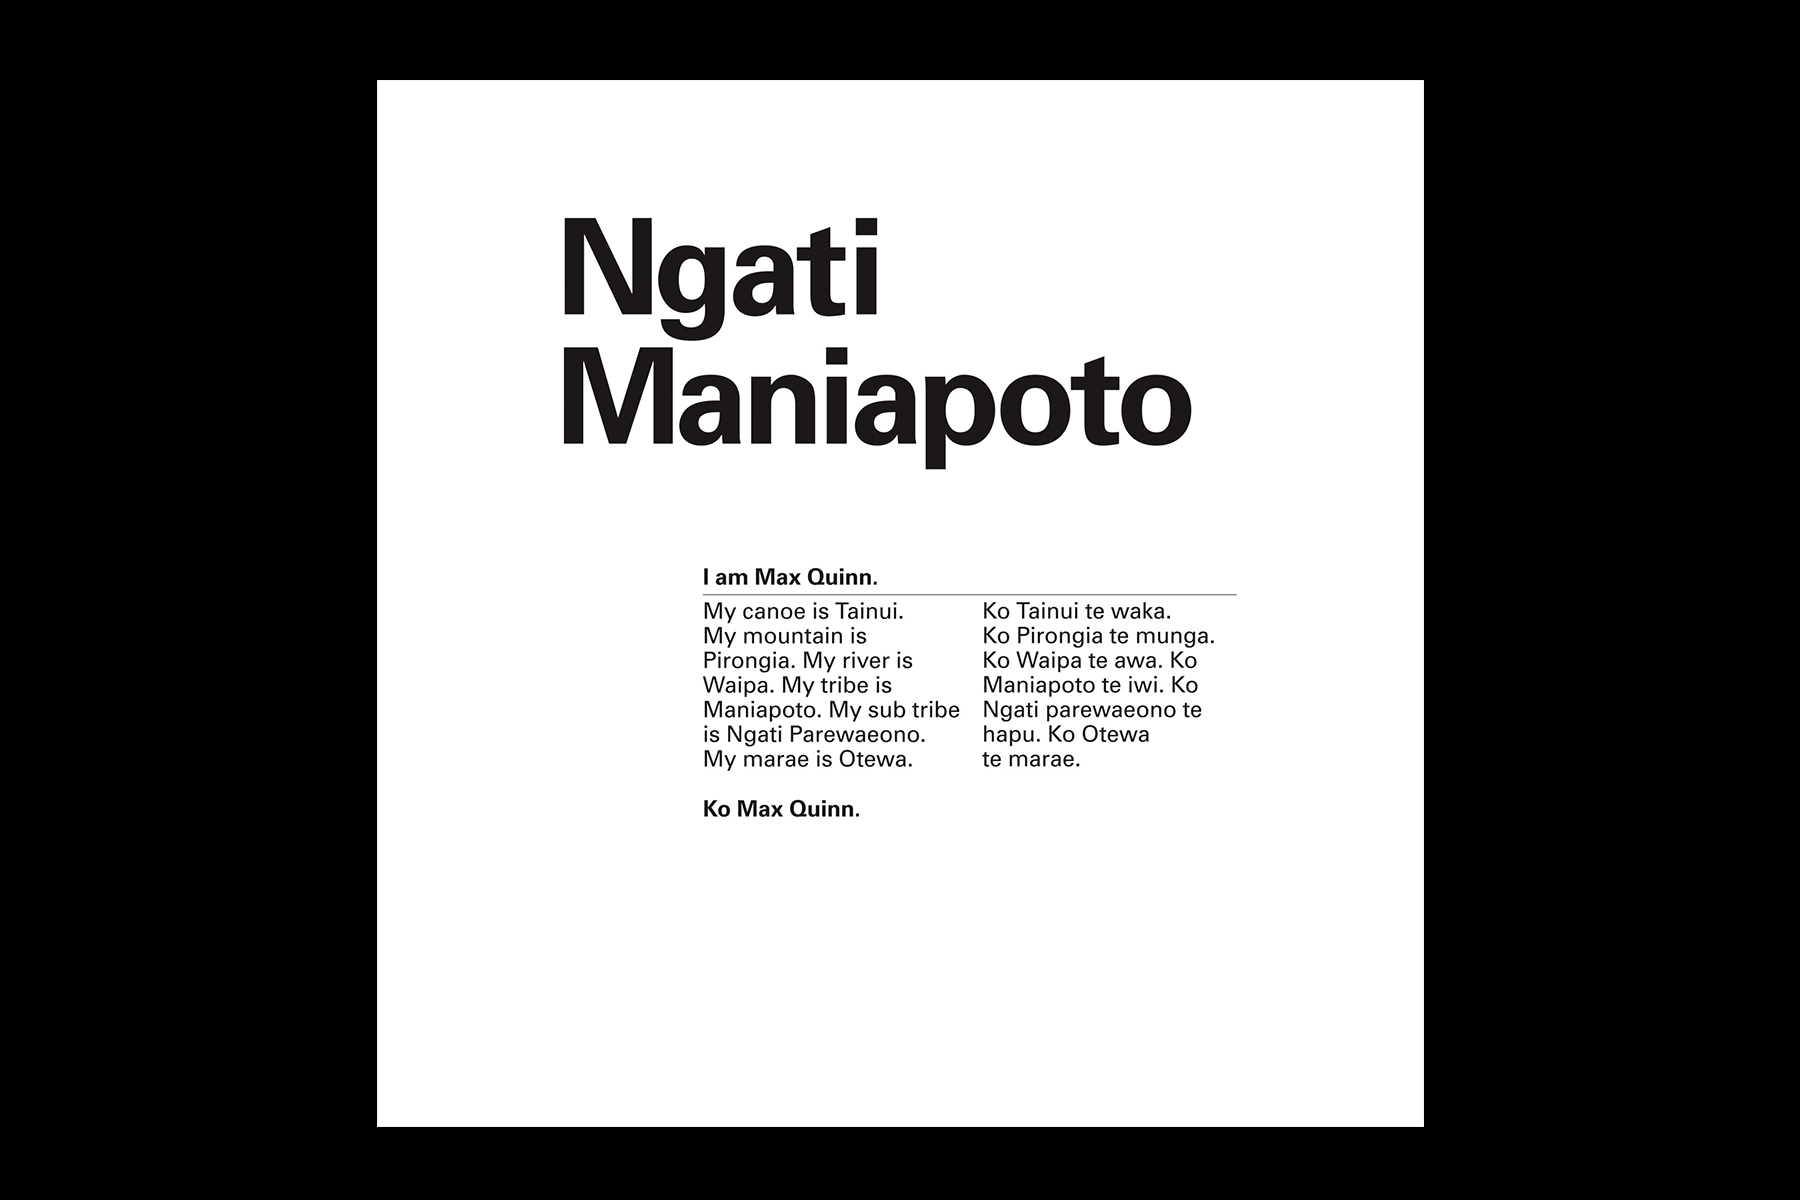 Ngati
Maniapoto
I am Max Quinn.
My canoe is Tainui.
My mountain is
Pirongia. My river is
Waipa. My tribe is
Maniapoto. My sub tribe
is Ngati Parewaeono.
My marae is Otewa.
Ko Tainui te waka.
Ko Pirongia te munga.
Ko Waipa te awa. Ko
Maniapoto te iwi. Ko
Ngati parewaeono te
hapu. Ko Otewa
te marae.
Ko Max Quinn.